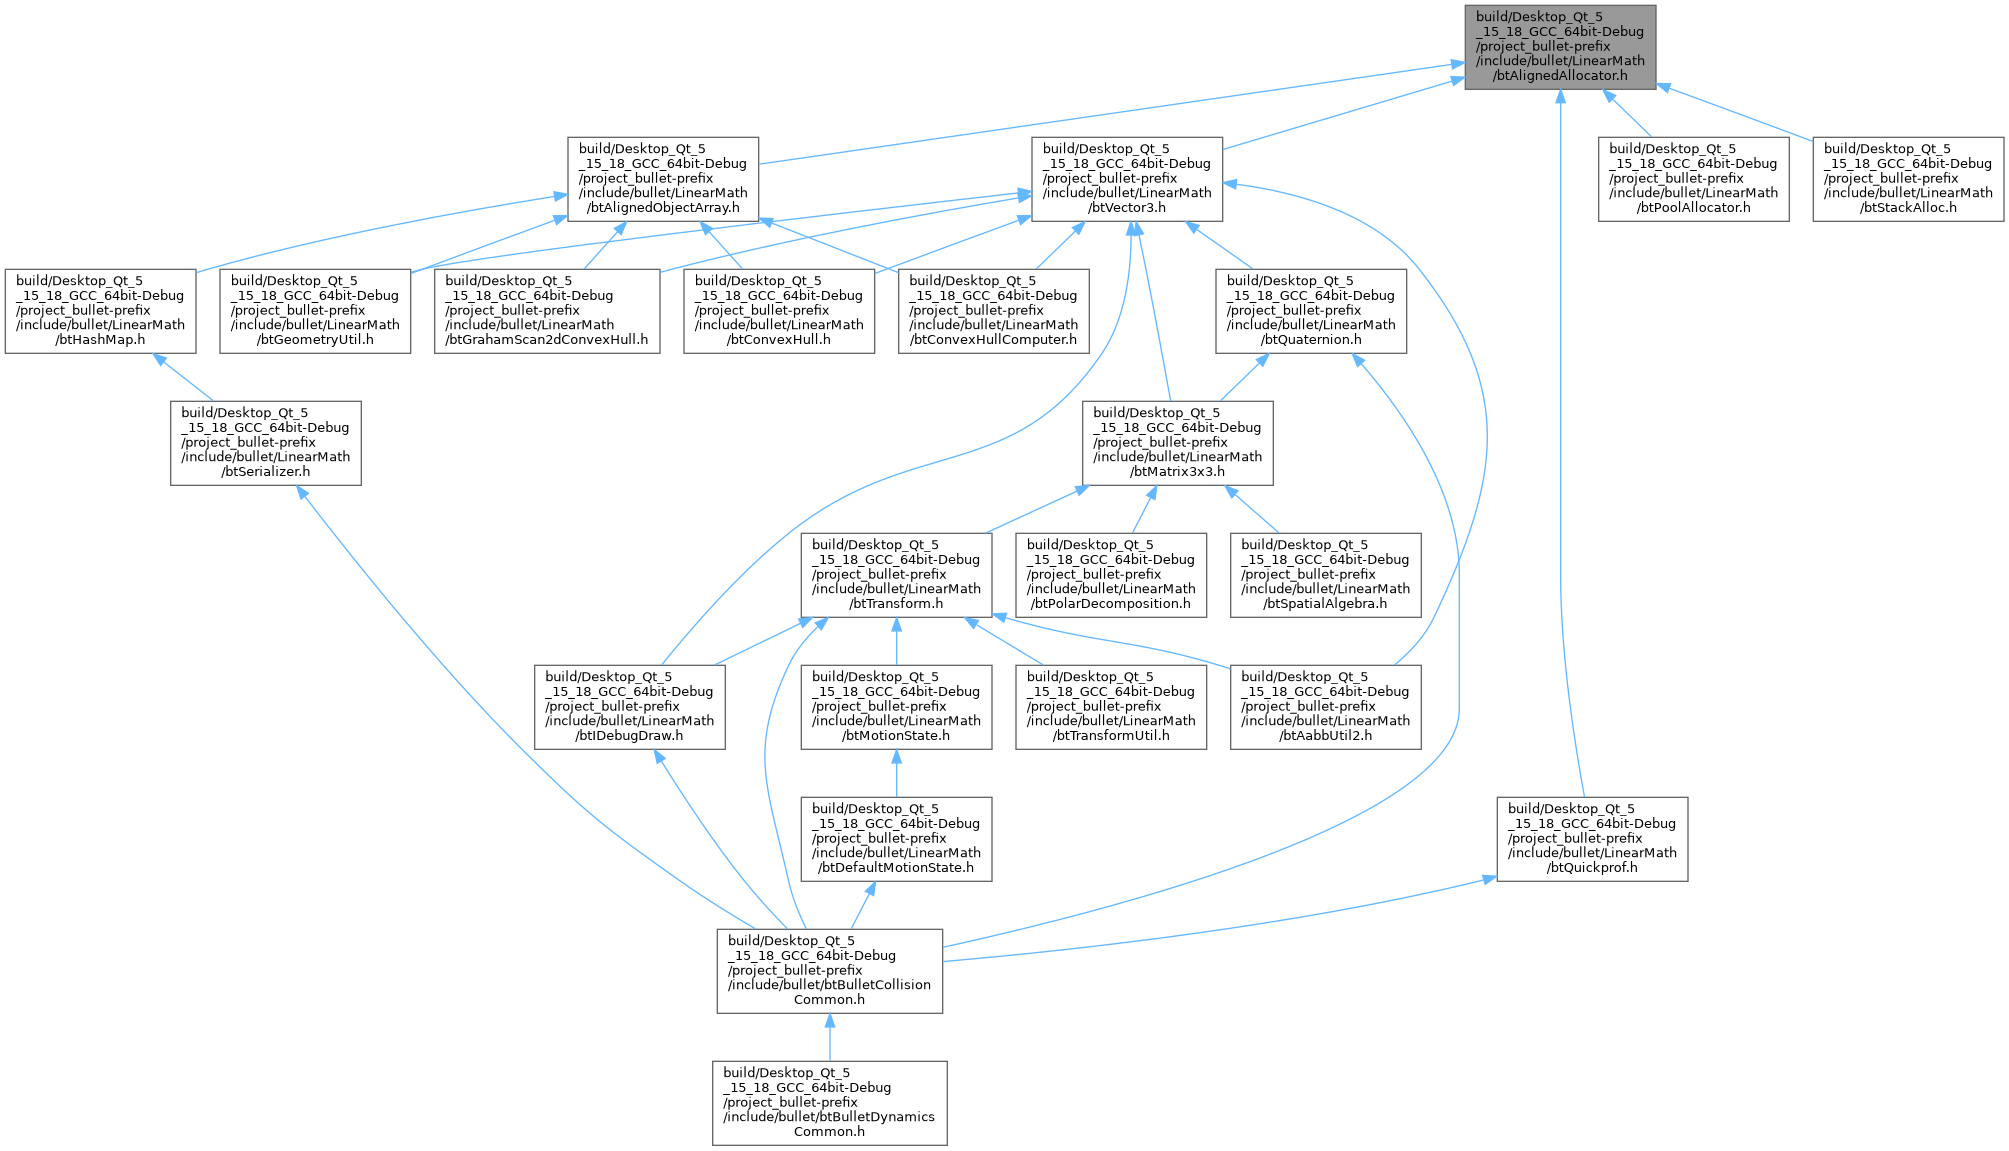 build/Desktop_Qt_5
_15_18_GCC_64bit-Debug
/project_bullet-prefix
/include/bullet/LinearMath
/btAlignedAllocator.h
build/Desktop_Qt_5
_15_18_GCC_64bit-Debug
/project_bullet-prefix
/include/bullet/LinearMath
/btAlignedObjectArray.h
build/Desktop_Qt_5
_15_18_GCC_64bit-Debug
/project_bullet-prefix
/include/bullet/LinearMath
/btVector3.h
build/Desktop_Qt_5
_15_18_GCC_64bit-Debug
/project_bullet-prefix
/include/bullet/LinearMath
/btPoolAllocator.h
build/Desktop_Qt_5
_15_18_GCC_64bit-Debug
/project_bullet-prefix
/include/bullet/LinearMath
/btStackAlloc.h
build/Desktop_Qt_5
_15_18_GCC_64bit-Debug
/project_bullet-prefix
/include/bullet/LinearMath
/btHashMap.h
build/Desktop_Qt_5
_15_18_GCC_64bit-Debug
/project_bullet-prefix
/include/bullet/LinearMath
/btGeometryUtil.h
build/Desktop_Qt_5
_15_18_GCC_64bit-Debug
/project_bullet-prefix
/include/bullet/LinearMath
/btGrahamScan2dConvexHull.h
build/Desktop_Qt_5
_15_18_GCC_64bit-Debug
/project_bullet-prefix
/include/bullet/LinearMath
/btConvexHull.h
build/Desktop_Qt_5
_15_18_GCC_64bit-Debug
/project_bullet-prefix
/include/bullet/LinearMath
/btConvexHullComputer.h
build/Desktop_Qt_5
_15_18_GCC_64bit-Debug
/project_bullet-prefix
/include/bullet/LinearMath
/btQuaternion.h
build/Desktop_Qt_5
_15_18_GCC_64bit-Debug
/project_bullet-prefix
/include/bullet/LinearMath
/btSerializer.h
build/Desktop_Qt_5
_15_18_GCC_64bit-Debug
/project_bullet-prefix
/include/bullet/LinearMath
/btMatrix3x3.h
build/Desktop_Qt_5
_15_18_GCC_64bit-Debug
/project_bullet-prefix
/include/bullet/LinearMath
/btTransform.h
build/Desktop_Qt_5
_15_18_GCC_64bit-Debug
/project_bullet-prefix
/include/bullet/LinearMath
/btPolarDecomposition.h
build/Desktop_Qt_5
_15_18_GCC_64bit-Debug
/project_bullet-prefix
/include/bullet/LinearMath
/btSpatialAlgebra.h
build/Desktop_Qt_5
_15_18_GCC_64bit-Debug
/project_bullet-prefix
/include/bullet/LinearMath
/btIDebugDraw.h
build/Desktop_Qt_5
_15_18_GCC_64bit-Debug
/project_bullet-prefix
/include/bullet/LinearMath
/btMotionState.h
build/Desktop_Qt_5
_15_18_GCC_64bit-Debug
/project_bullet-prefix
/include/bullet/LinearMath
/btTransformUtil.h
build/Desktop_Qt_5
_15_18_GCC_64bit-Debug
/project_bullet-prefix
/include/bullet/LinearMath
/btAabbUtil2.h
build/Desktop_Qt_5
_15_18_GCC_64bit-Debug
/project_bullet-prefix
/include/bullet/LinearMath
/btDefaultMotionState.h
build/Desktop_Qt_5
_15_18_GCC_64bit-Debug
/project_bullet-prefix
/include/bullet/LinearMath
/btQuickprof.h
build/Desktop_Qt_5
_15_18_GCC_64bit-Debug
/project_bullet-prefix
/include/bullet/btBulletCollision
Common.h
build/Desktop_Qt_5
_15_18_GCC_64bit-Debug
/project_bullet-prefix
/include/bullet/btBulletDynamics
Common.h